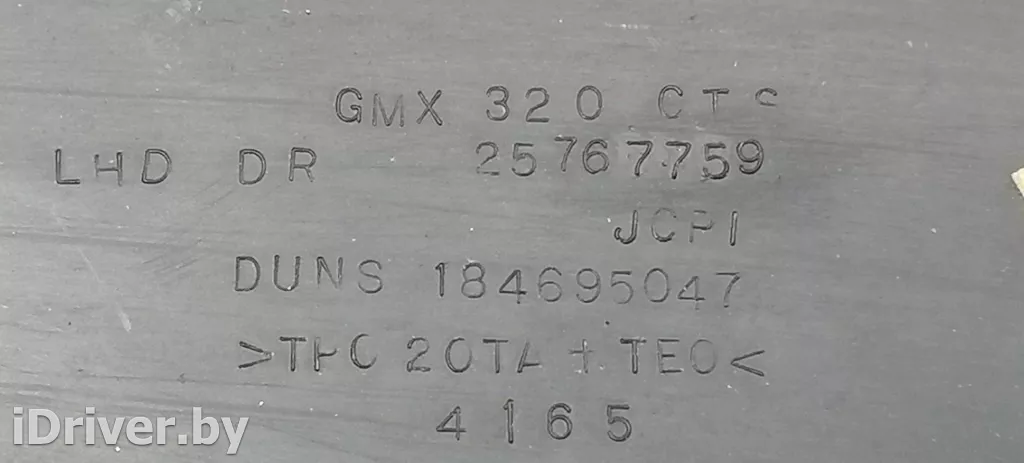 GMX 320 CTS
LHD DR 25767759
JCPI
DUNS 184695047
>TPO 20TA + TEO<
4165
iDriver.by